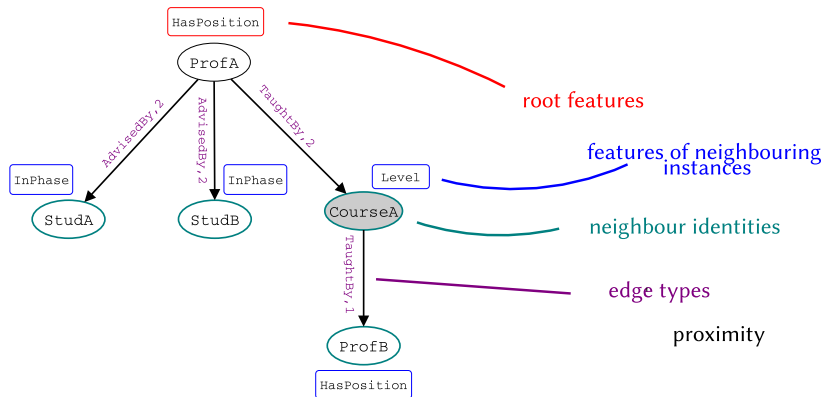 HasPosition
ProfA
root features
AdvisedBy,2
AdvisedBy,2
TaughtBy,2
features of neighbouring
instances
InPhase
InPhase
Level
StudA
StudB
CourseA
neighbour identities
TaughtBy,1
edge types
proximity
ProfB
HasPosition